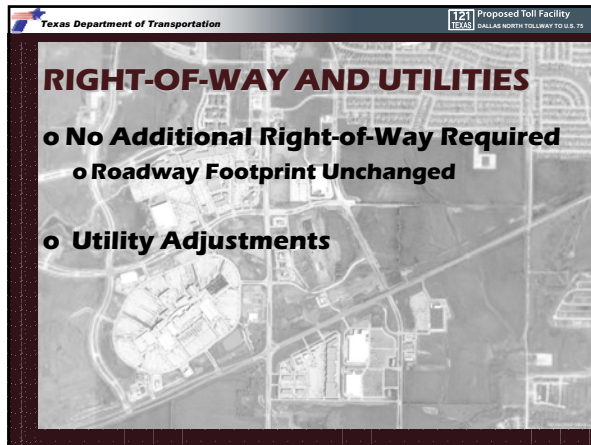 Texas Department of Transportation
121 TEXAS Proposed Toll Facility
DALLAS NORTH TOLLWAY TO U.S. 75
RIGHT-OF-WAY AND UTILITIES
o No Additional Right-of-Way Required
o Roadway Footprint Unchanged
o Utility Adjustments